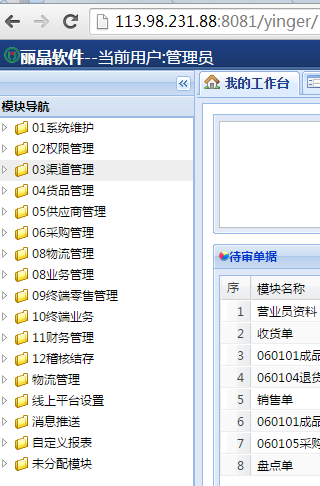 113.98.231.88:8081/yinger/
丽晶软件--当前用户:管理员
我的工作台
模块导航
01系统维护
02权限管理
03渠道管理
04货品管理
05供应商管理
06采购管理
08物流管理
08业务管理
09终端零售管理
10终端业务
11财务管理
12稽核结存
物流管理
线上平台设置
消息推送
自定义报表
未分配模块
待审单据
序 模块名称
1 营业员资料
2 收货单
3 060101成品
4 060104退货
5 销售单
6 060101成品
7 060105采购
8 盘点单